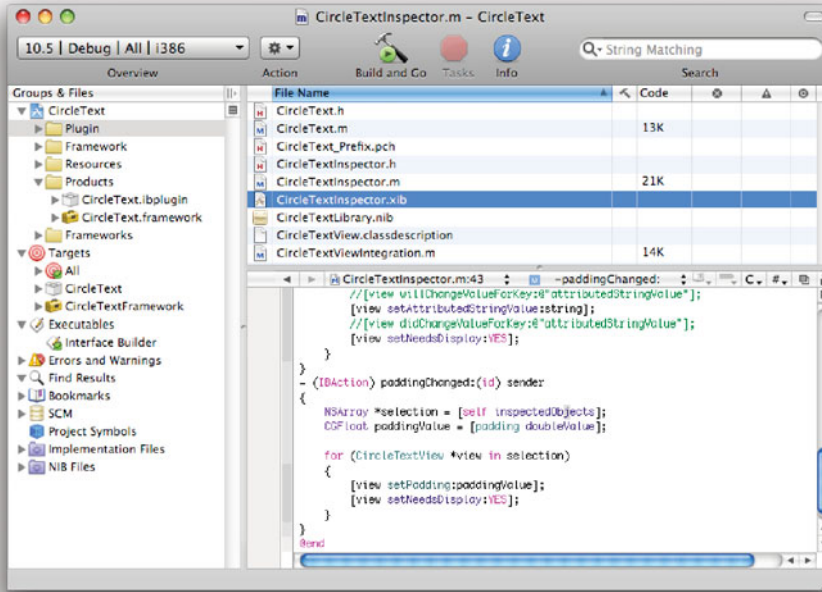 CircleTextInspector.m – CircleText
10.5 | Debug | All | i386
String Matching
Overview
Action
Build and Go
Tasks
Info
Search
Groups & Files
CircleText
Plugin
Framework
Resources
Products
CircleText.ibplugin
CircleText.framework
Frameworks
Targets
All
CircleText
CircleTextFramework
Executables
Interface Builder
Errors and Warnings
Find Results
Bookmarks
SCM
Project Symbols
Implementation Files
NIB Files
File Name Code
CircleText.h
CircleText.m 13K
CircleText_Prefix.pch
CircleTextInspector.h
CircleTextInspector.m 21K
CircleTextInspector.xib
CircleTextLibrary.nib
CircleTextView.classdescription
CircleTextViewIntegration.m 14K
CircleTextInspector.m:43 -paddingChanged: C, #,
//[view willChangeValueForKey:@"attributedStringValue"];
[view setAttributedStringValue:string];
//[view didChangeValueForKey:@"attributedStringValue"];
[view setNeedsDisplay:YES];
}
}
- (IBAction) paddingChanged:(id) sender
{
NSArray *selection = [self inspectedObjects];
CGFloat paddingValue = [padding doubleValue];
for (CircleTextView *view in selection)
{
[view setPadding:paddingValue];
[view setNeedsDisplay:YES];
}
}
@end